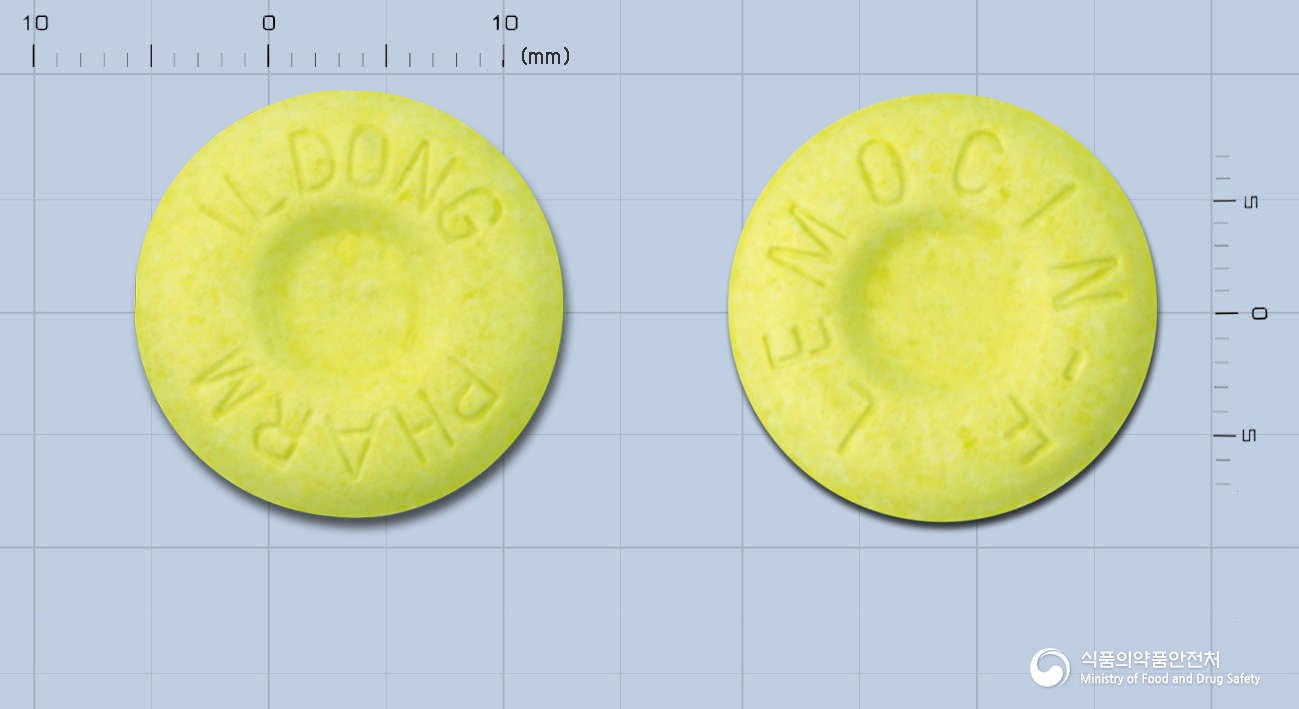 10 0 10 (mm)
ILDONG
PHARM
LEMOCIN-F
5
0
5
식품의약품안전처
Ministry of Food and Drug Safety